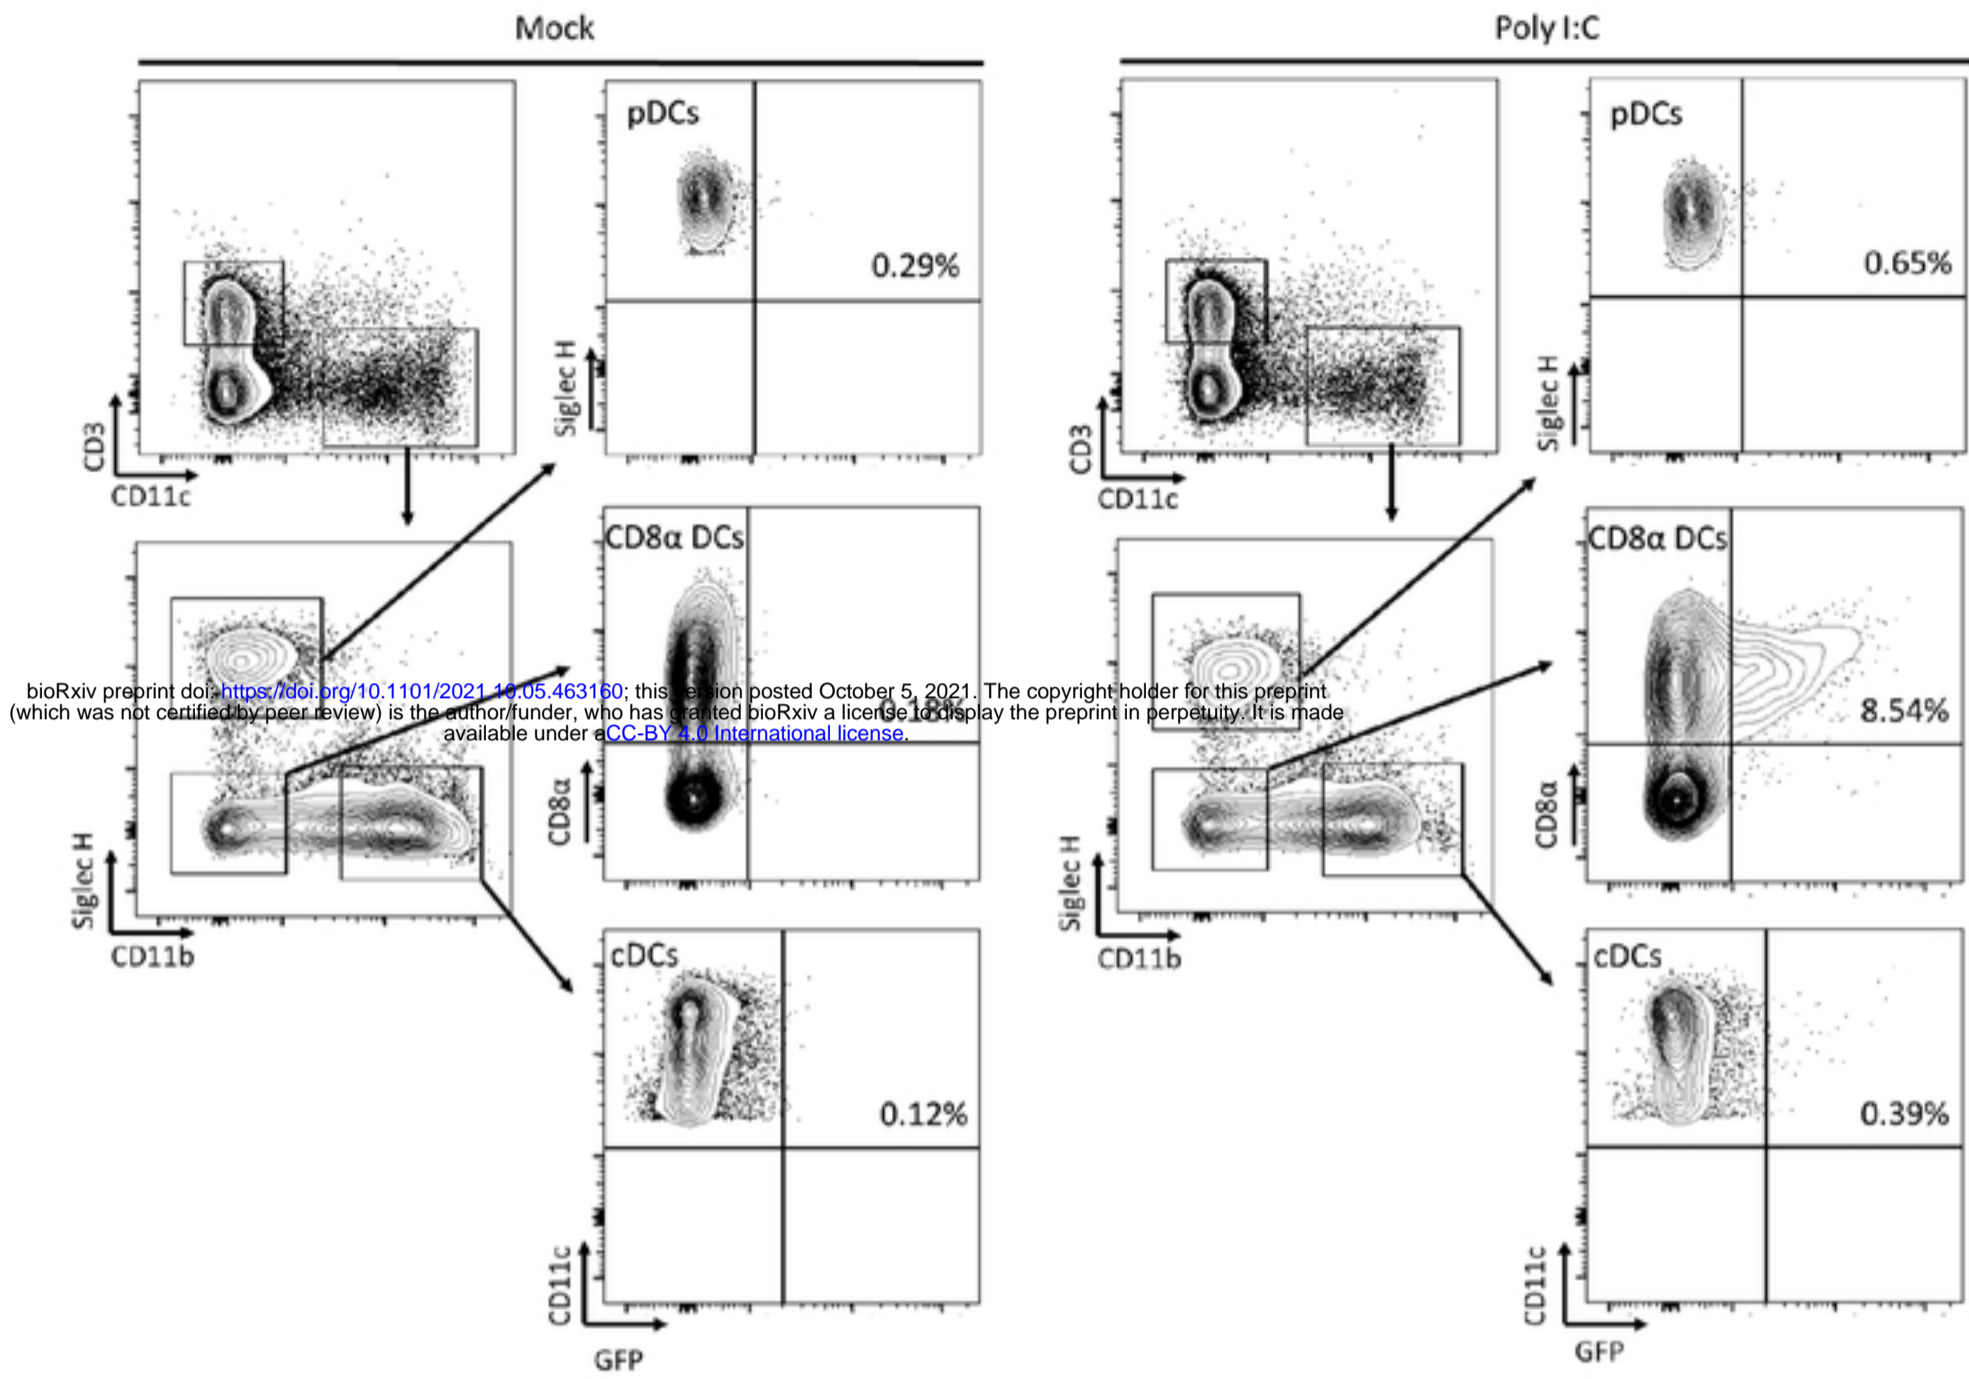 Mock
Poly I:C
pDCs
0.29%
Siglec H
CD3
CD11c
pDCs
0.65%
Siglec H
CD3
CD11c
CD8α DCs
0.18%
CD8α
Siglec H
CD11b
CD8α DCs
8.54%
CD8α
Siglec H
CD11b
bioRxiv preprint doi: https://doi.org/10.1101/2021.10.05.463160; this version posted October 5, 2021. The copyright holder for this preprint
(which was not certified by peer review) is the author/funder, who has granted bioRxiv a license to display the preprint in perpetuity. It is made
available under aCC-BY 4.0 International license.
cDCs
0.12%
CD11c
GFP
cDCs
0.39%
CD11c
GFP